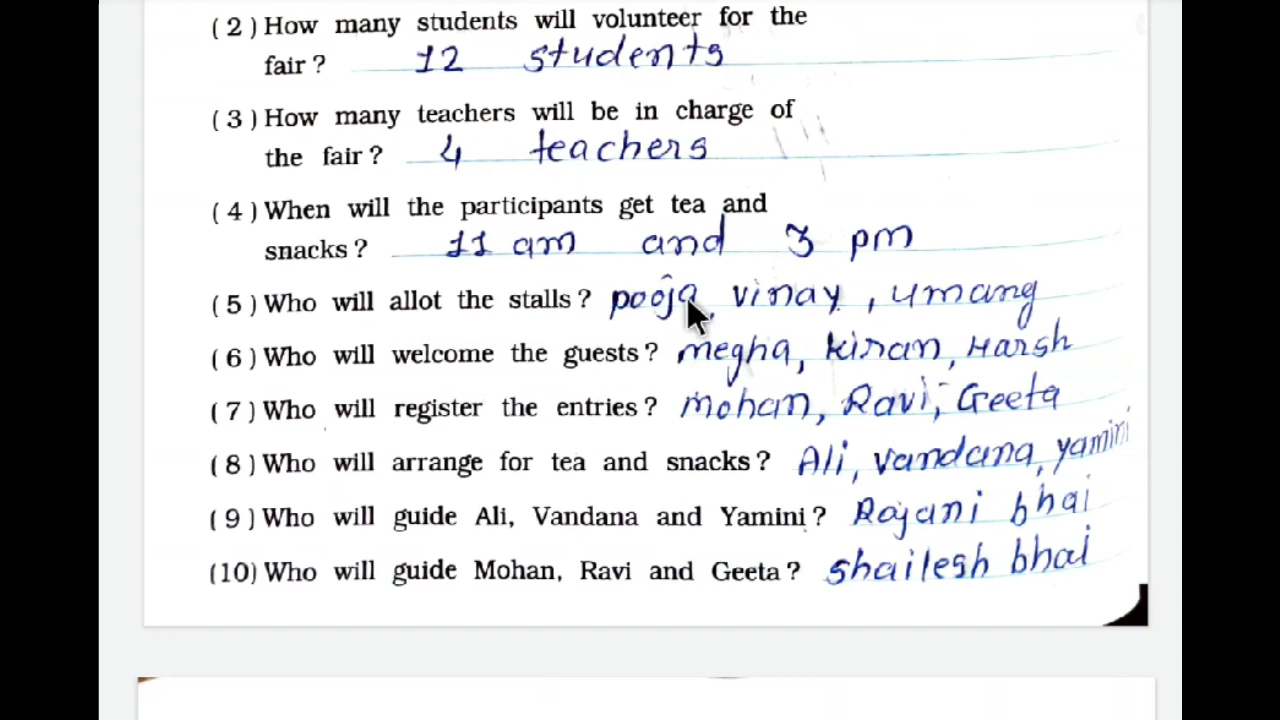 (2) How many students will volunteer for the
fair? 12 students
(3) How many teachers will be in charge of
the fair? 4 teachers
(4) When will the participants get tea and
snacks? 11 am and 3 pm
(5) Who will allot the stalls? pooja, vinay, umang
(6) Who will welcome the guests? megha, kiran, Harsh
(7) Who will register the entries? mohan, Ravi, Geeta
(8) Who will arrange for tea and snacks? Ali, vandana, yamini
(9) Who will guide Ali, Vandana and Yamini? Rajani bhai
(10) Who will guide Mohan, Ravi and Geeta? shailesh bhai